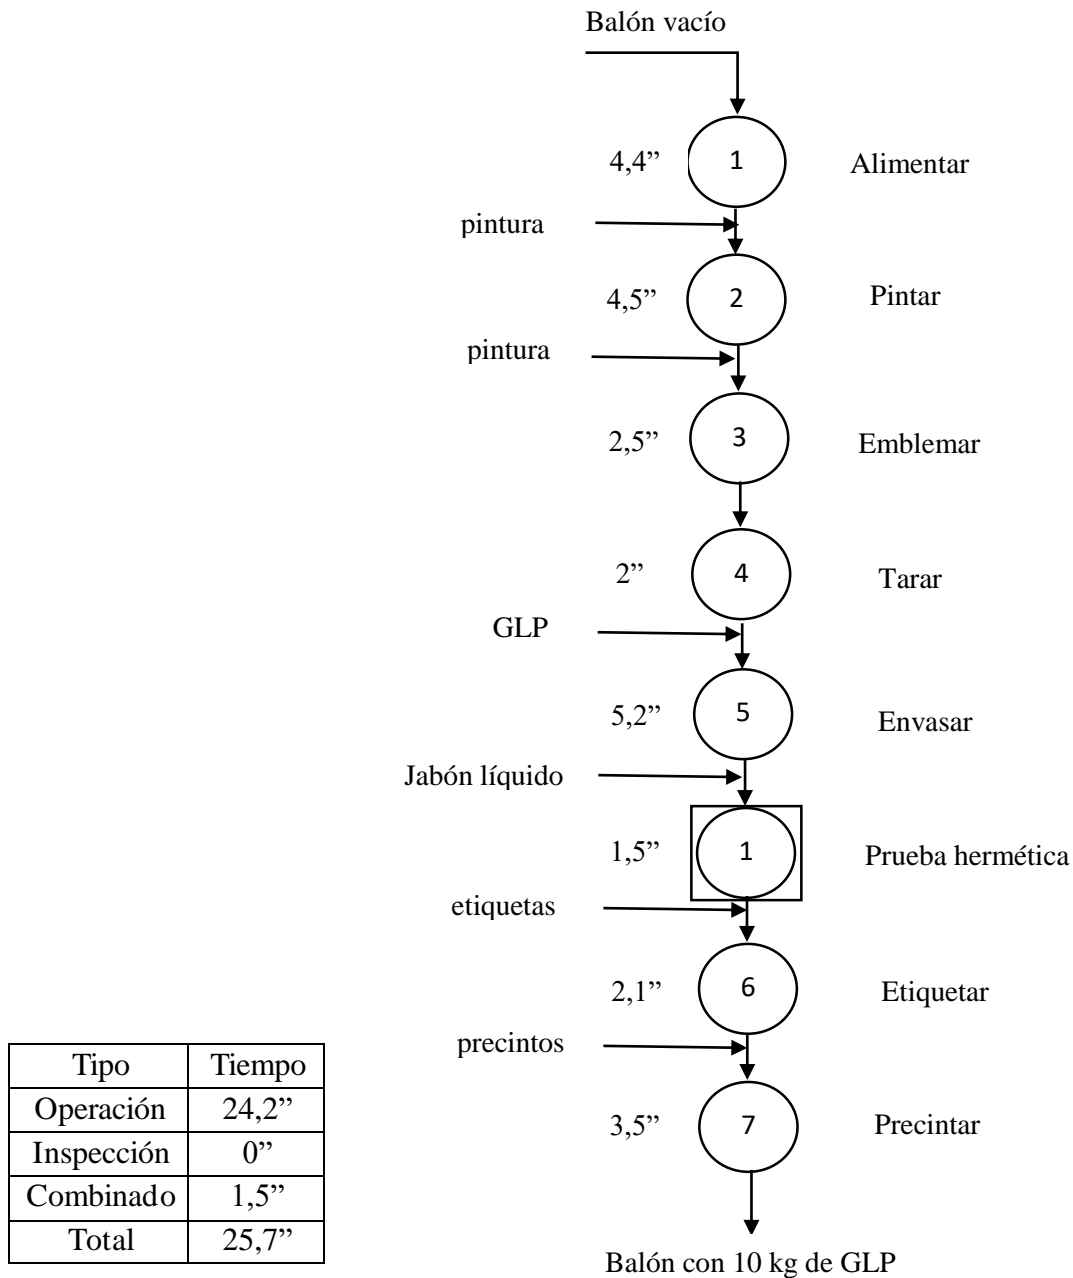 Balón vacío
4,4” 1 Alimentar
pintura
4,5” 2 Pintar
pintura
2,5” 3 Emblemar
2” 4 Tarar
GLP
5,2” 5 Envasar
Jabón líquido
1,5” 1 Prueba hermética
etiquetas
2,1” 6 Etiquetar
precintos
3,5” 7 Precintar
Balón con 10 kg de GLP
Tipo Tiempo
Operación 24,2”
Inspección 0”
Combinado 1,5”
Total 25,7”